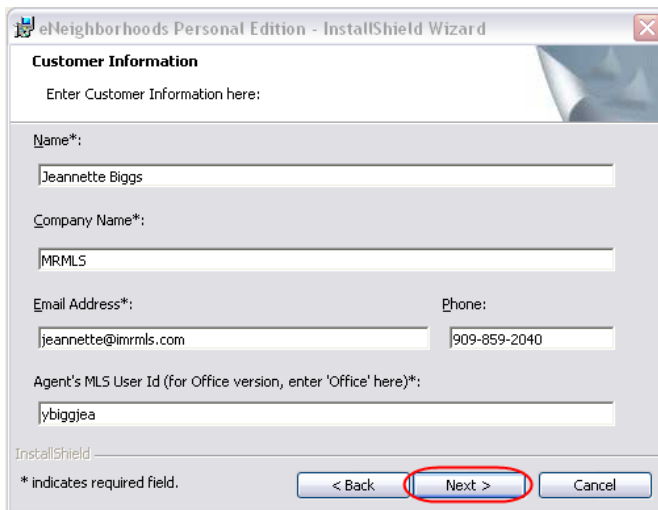 eNeighborhoods Personal Edition - InstallShield Wizard
Customer Information
Enter Customer Information here:
Name*:
Jeannette Biggs
Company Name*:
MRMLS
Email Address*:
Phone:
jeannette@imrmls.com
909-859-2040
Agent's MLS User Id (for Office version, enter 'Office' here)*:
ybiggjea
InstallShield
* indicates required field.
< Back
Next >
Cancel